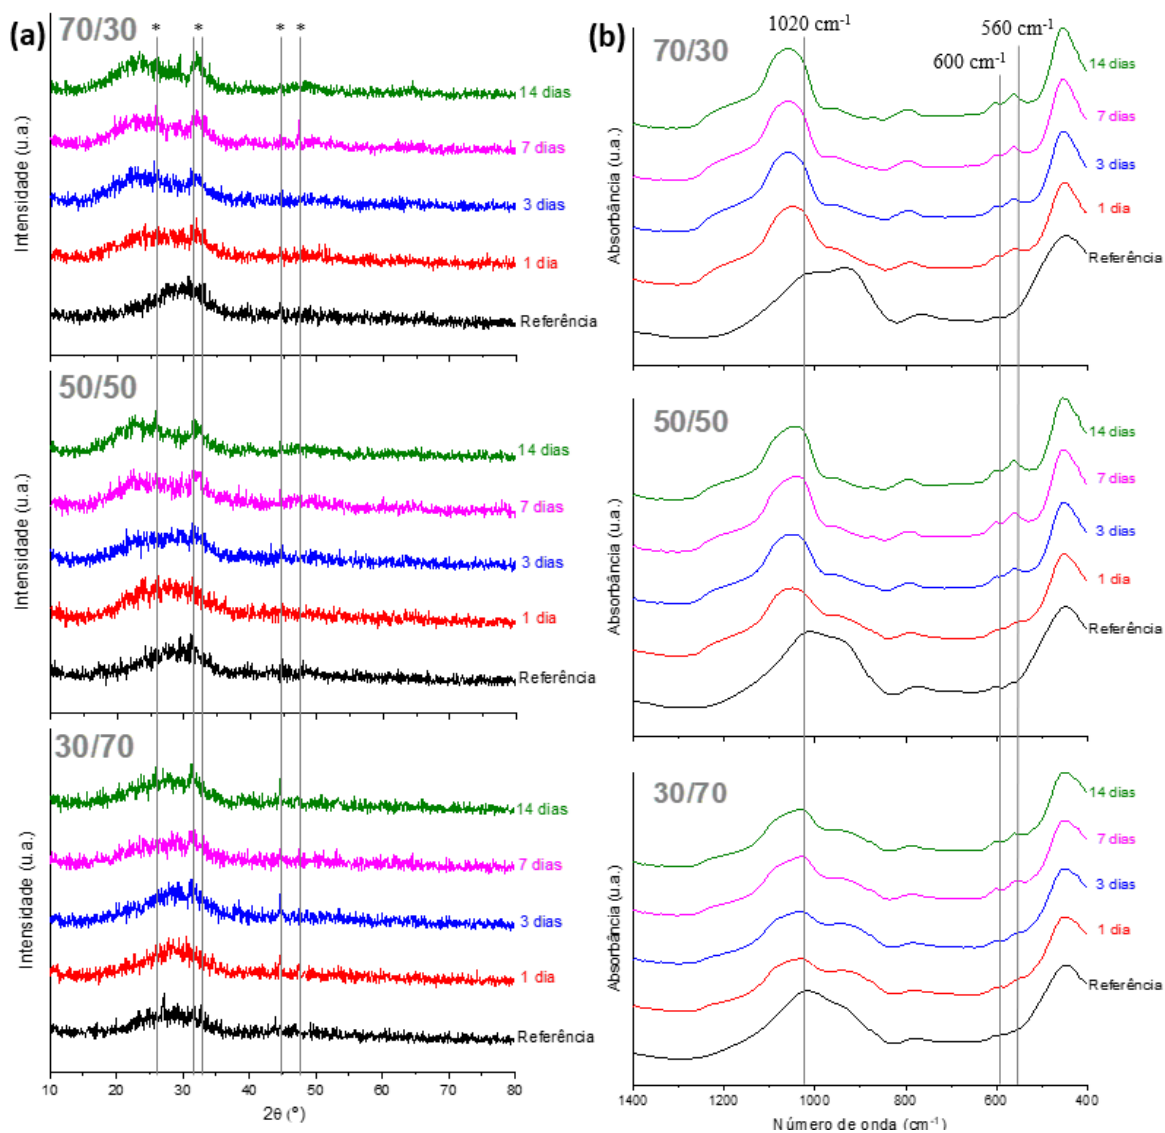 (a)
70/30
* * * *
14 dias
7 dias
3 dias
1 dia
Referência
Intensidade (u.a.)
50/50
14 dias
7 dias
3 dias
1 dia
Referência
Intensidade (u.a.)
30/70
14 dias
7 dias
3 dias
1 dia
Referência
Intensidade (u.a.)
10 20 30 40 50 60 70 80
2θ (°)
(b)
1020 cm-1
560 cm-1
600 cm-1
70/30
14 dias
7 dias
3 dias
1 dia
Referência
Absorbância (u.a.)
50/50
14 dias
7 dias
3 dias
1 dia
Referência
Absorbância (u.a.)
30/70
14 dias
7 dias
3 dias
1 dia
Referência
Absorbância (u.a.)
1400 1200 1000 800 600 400
Número de onda (cm-1)